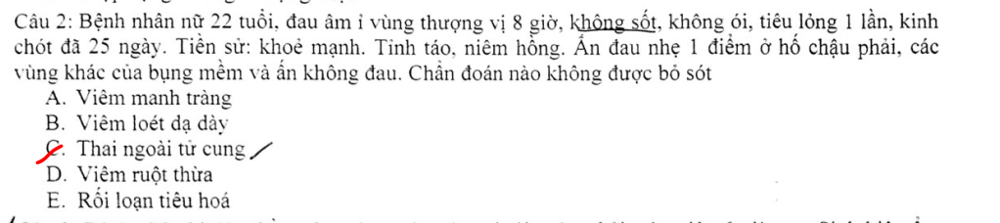 Câu 2: Bệnh nhân nữ 22 tuổi, đau âm ỉ vùng thượng vị 8 giờ, không sốt, không ói, tiêu lỏng 1 lần, kinh
chót đã 25 ngày. Tiền sử: khoẻ mạnh. Tỉnh táo, niêm hồng. Ấn đau nhẹ 1 điểm ở hố chậu phải, các
vùng khác của bụng mềm và ấn không đau. Chẩn đoán nào không được bỏ sót
A. Viêm manh tràng
B. Viêm loét dạ dày
C. Thai ngoài tử cung
D. Viêm ruột thừa
E. Rối loạn tiêu hoá